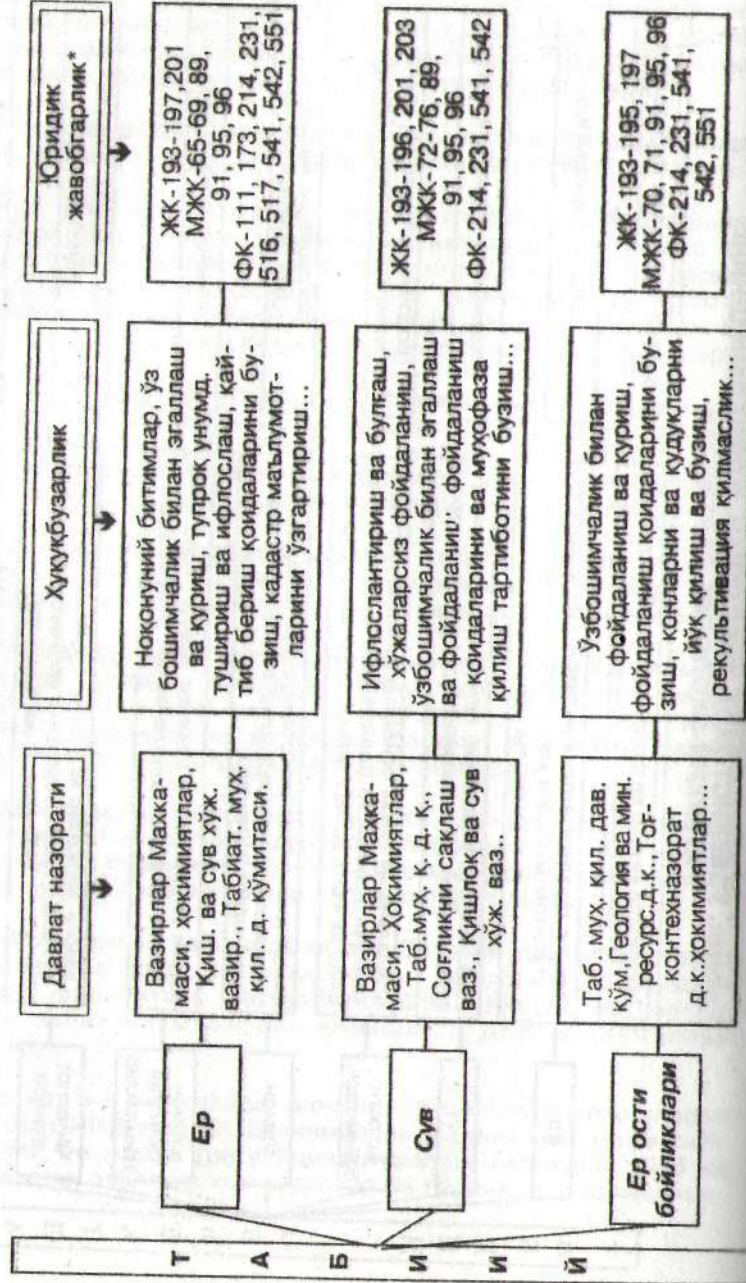 Давлат назорати
Ҳуқуқбузарлик
Юридик
жавобгарлик*
Т
А
Б
И
И
Й
Ер
Вазирлар Маҳка-
маси, ҳокимиятлар,
Қиш ва сув хўж.
вазир., Табиат. муҳ.
қил. д. қўмитаси..
Ноқонуний битимлар, ўз
бошимчалик билан эгаллаш
ва қуриш, тупроқ унумд.
тушириш ва ифлослаш, қай-
тиб бериш қоидаларини бу-
зиш, кадастр маълумот-
ларини ўзгартириш...
ЖК-193-197,201
МЖК-65-69, 89,
91, 95, 96
ФК-111, 173, 214, 231,
516, 517, 541, 542, 551
Сув
Вазирлар Маҳка-
маси, Ҳокимиятлар,
Таб. муҳ. қ. д. қ.,
Соғлиқни сақлаш
ваз. Қишлоқ ва сув
хўж. ваз..
Ифлослантириш ва булғаш,
хўжаларсиз фойдаланиш,
ўзбошимчалик билан эгаллаш
ва фойдаланиш фойдаланиш
қоидаларини ва муҳофаза
қилиш тартиботини бузиш...
ЖК-193-196, 201, 203
МЖК-72-76, 89,
91, 95, 96
ФК-214, 231, 541, 542
Ер ости
бойликлари
Таб. муҳ. қил. дав.
қўм, Геология ва мин.
ресурс.д.к., Тоғ-
контехназорат
д.к.ҳокимиятлар...
Ўзбошимчалик билан
фойдаланиш ва қуриш,
фойдаланиш қоидаларини бу-
зиш, конларни ва қудуқларни
йўқ қилиш ва бузиш,
рекультивация қилмаслик...
ЖК-193-195, 197
МЖК-70, 71, 91, 95, 96
ФК-214, 231, 541,
542, 551